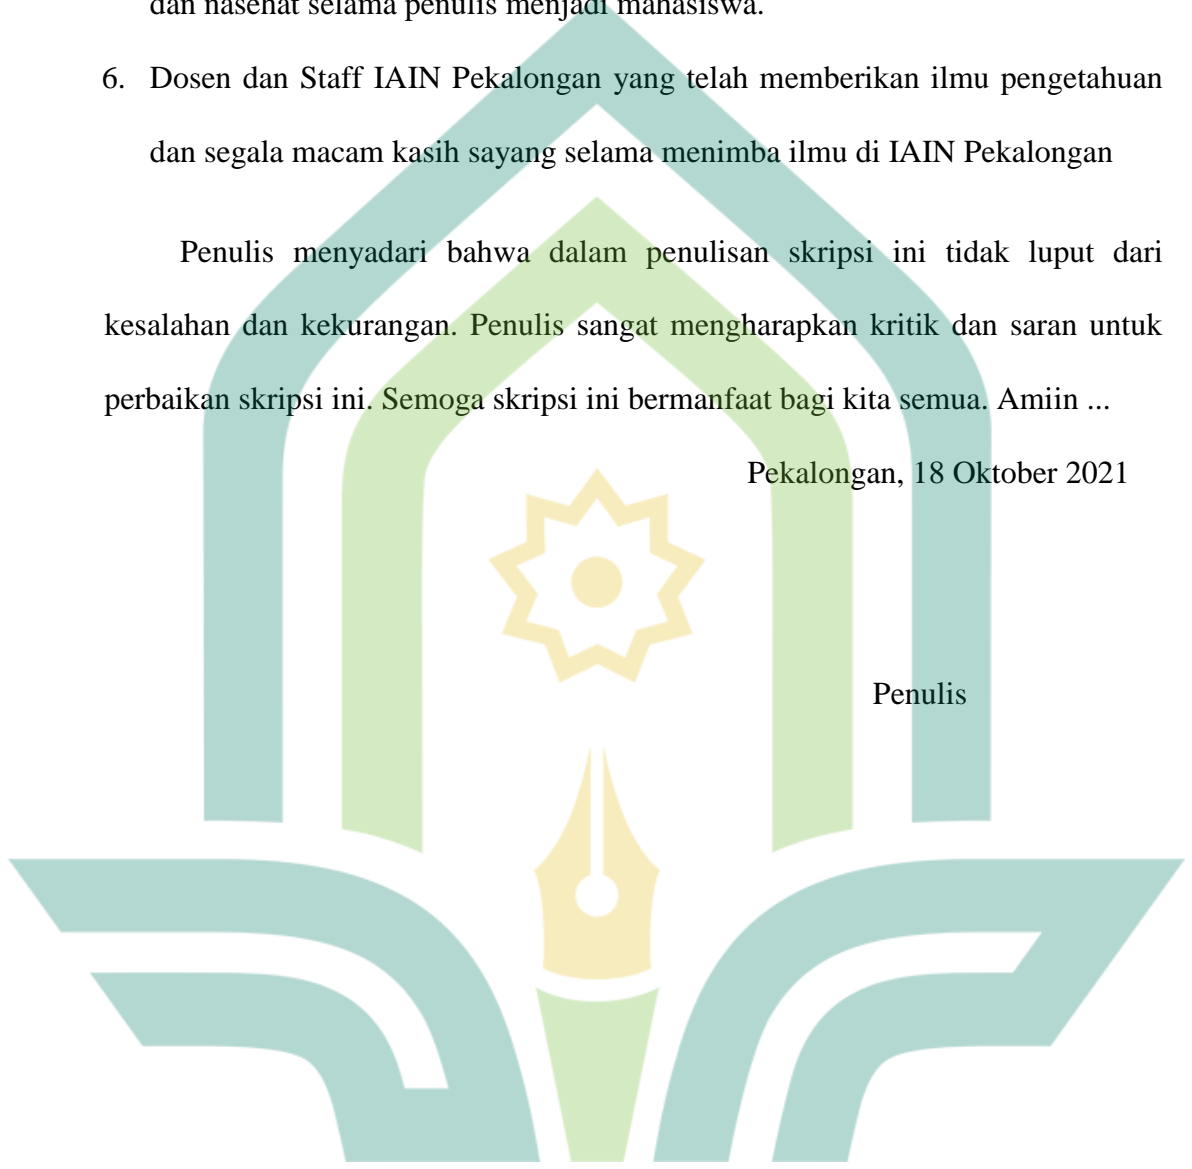 dan nasehat selama penulis menjadi mahasiswa.
6. Dosen dan Staff IAIN Pekalongan yang telah memberikan ilmu pengetahuan
dan segala macam kasih sayang selama menimba ilmu di IAIN Pekalongan
Penulis menyadari bahwa dalam penulisan skripsi ini tidak luput dari
kesalahan dan kekurangan. Penulis sangat mengharapkan kritik dan saran untuk
perbaikan skripsi ini. Semoga skripsi ini bermanfaat bagi kita semua. Amiin ...
Pekalongan, 18 Oktober 2021
Penulis